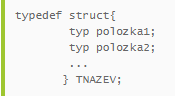 typedef struct{
typ polozka1;
typ polozka2;
...
} TNAZEV;